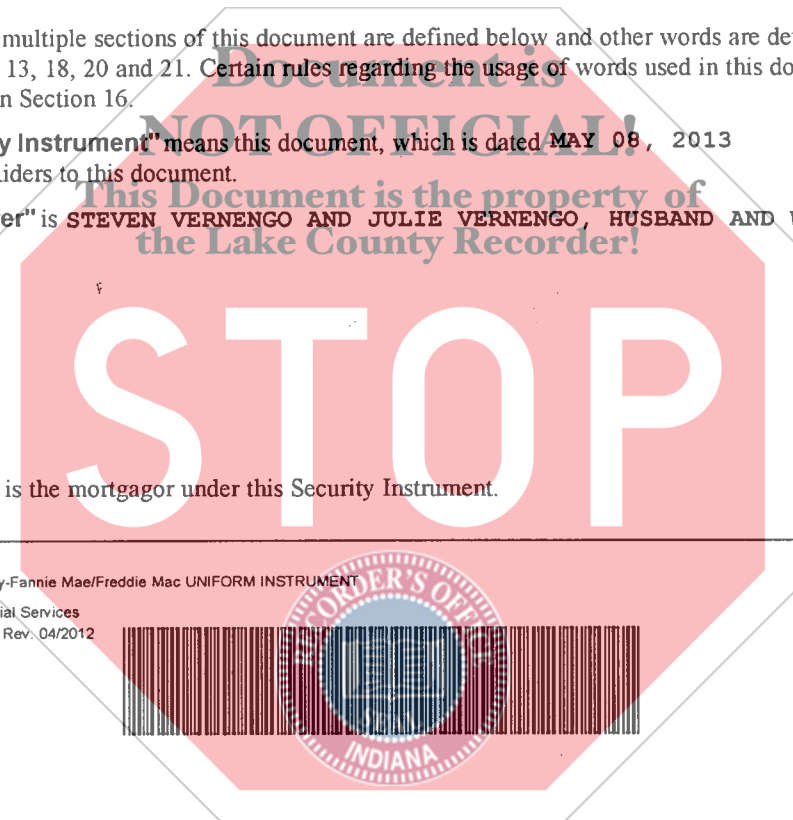 multiple sections of this document are defined below and other words are de
Document is
13, 18, 20 and 21. Certain rules regarding the usage of words used in this do
n Section 16.
NOT OFFICIAL!
y Instrument" means this document, which is dated MAY 08, 2013
iders to this document.
This Document is the property of
er" is STEVEN VERNENGO AND JULIE VERNENGO, HUSBAND AND
the Lake County Recorder!
STOP
is the mortgagor under this Security Instrument.
y-Fannie Mae/Freddie Mac UNIFORM INSTRUMENT
ial Services
Rev. 04/2012
RECORDER'S OFFICE
SEAL
INDIANA